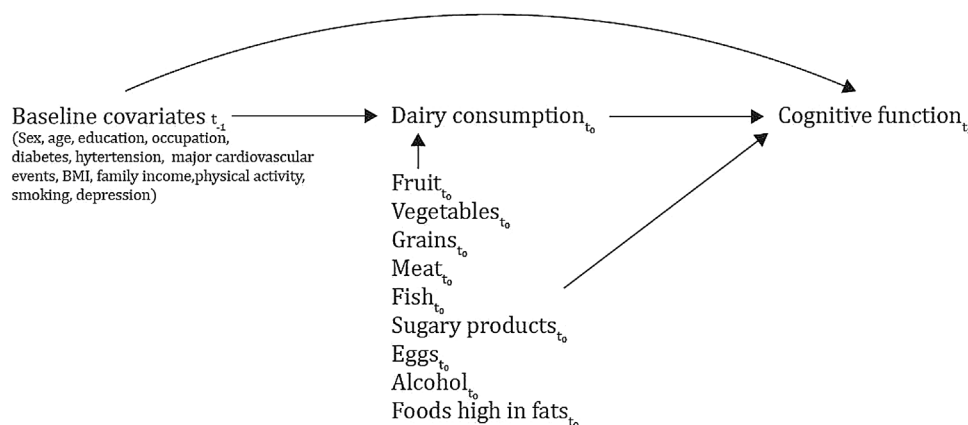 Baseline covariates t-1
Dairy consumption t0
Cognitive function t
(Sex, age, education, occupation,
diabetes, hytertension, major cardiovascular
events, BMI, family income,physical activity,
smoking, depression)
Fruit t0
Vegetables t0
Grains t0
Meat t0
Fish t0
Sugary products t0
Eggs t0
Alcohol t0
Foods high in fats t0